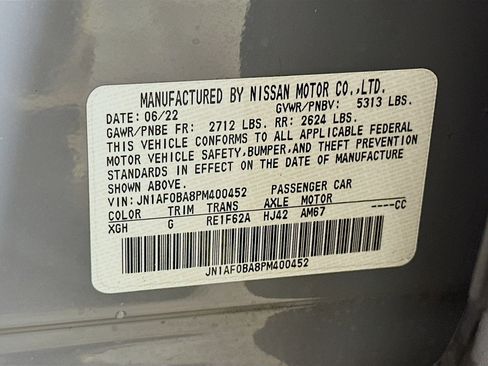 MANUFACTURED BY NISSAN MOTOR CO.,LTD.
DATE: 06/22 GVWR/PNBV: 5313 LBS.
GAWR/PNBE FR: 2712 LBS. RR: 2624 LBS.
THIS VEHICLE CONFORMS TO ALL APPLICABLE FEDERAL
MOTOR VEHICLE SAFETY,BUMPER,AND THEFT PREVENTION
STANDARDS IN EFFECT ON THE DATE OF MANUFACTURE
SHOWN ABOVE.
VIN: JN1AF0BA8PM400452 PASSENGER CAR
COLOR TRIM TRANS AXLE MOTOR
XGH G RE1F62A HJ42 AM67 ----CC
JN1AF0BA8PM400452